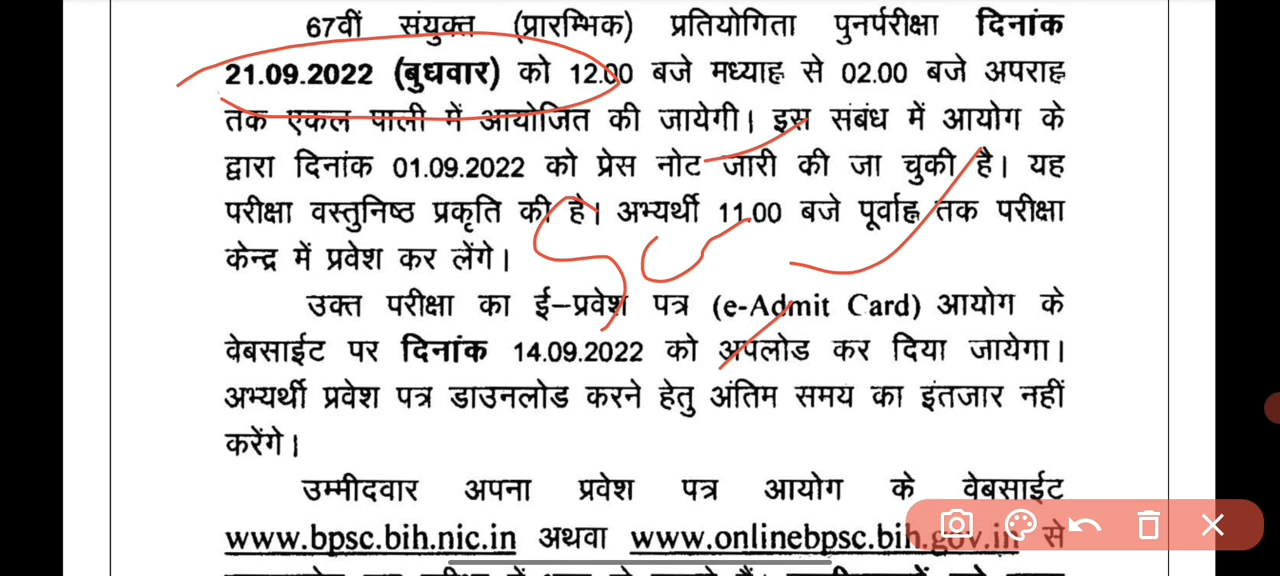 67वीं संयुक्त (प्रारम्भिक) प्रतियोगिता पुनर्परीक्षा दिनांक
21.09.2022 (बुधवार) को 12.00 बजे मध्याह्न से 02.00 बजे अपराह्न
तक एकल पाली में आयोजित की जायेगी। इस संबंध में आयोग के
द्वारा दिनांक 01.09.2022 को प्रेस नोट जारी की जा चुकी है। यह
परीक्षा वस्तुनिष्ठ प्रकृति की है। अभ्यर्थी 11.00 बजे पूर्वाह्न तक परीक्षा
केन्द्र में प्रवेश कर लेंगे।
उक्त परीक्षा का ई–प्रवेश पत्र (e-Admit Card) आयोग के
वेबसाईट पर दिनांक 14.09.2022 को अपलोड कर दिया जायेगा।
अभ्यर्थी प्रवेश पत्र डाउनलोड करने हेतु अंतिम समय का इंतजार नहीं
करेंगे।
उम्मीदवार अपना प्रवेश पत्र आयोग के वेबसाईट
www.bpsc.bih.nic.in अथवा www.onlinebpsc.bih.gov.in से